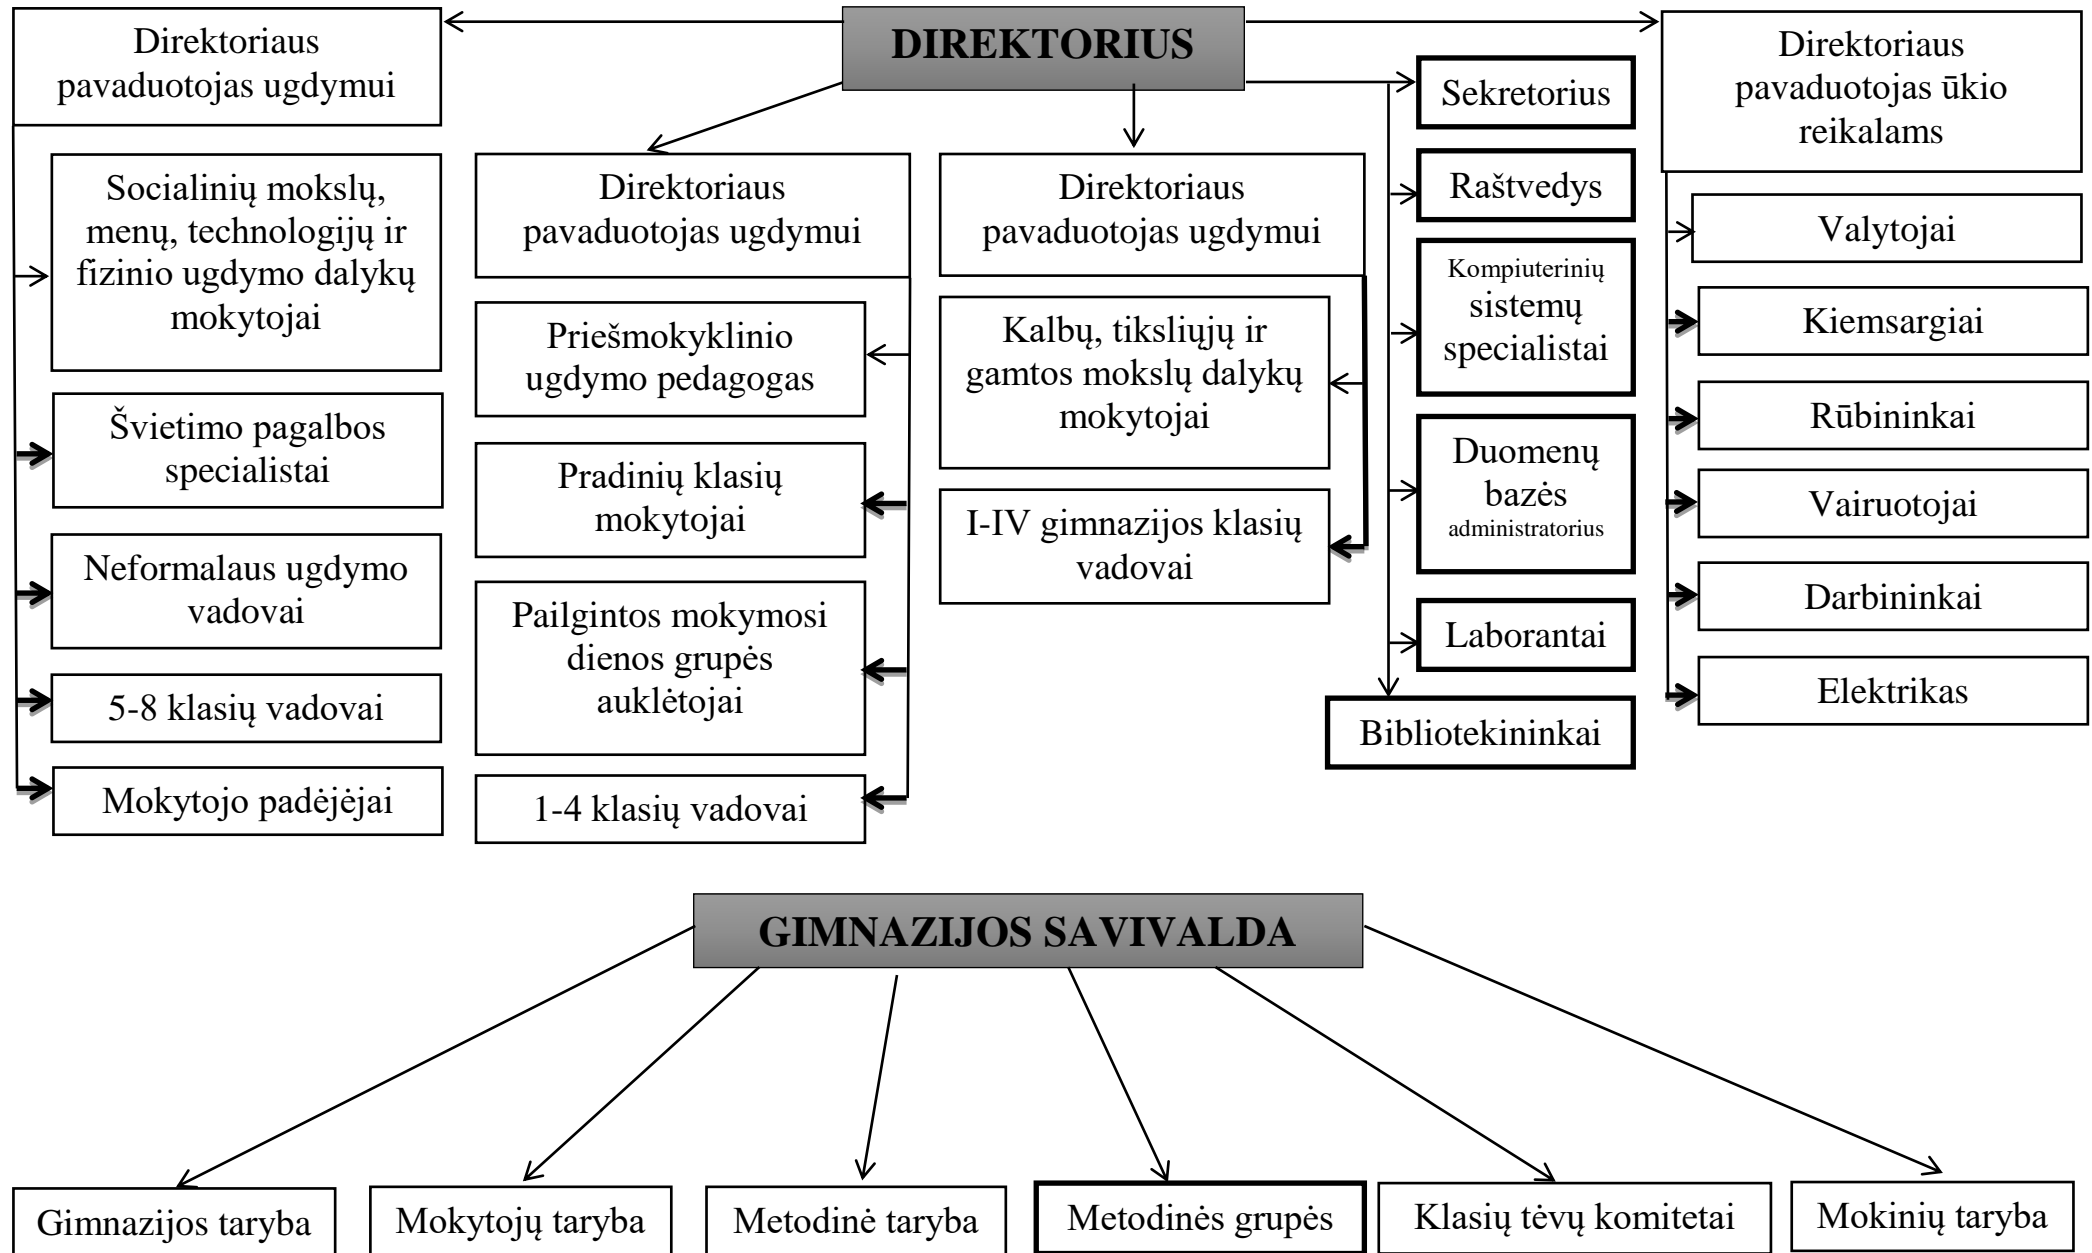 DIREKTORIUS
Direktoriaus
pavaduotojas ugdymui
Socialinių mokslų,
menų, technologijų ir
fizinio ugdymo dalykų
mokytojai
Švietimo pagalbos
specialistai
Neformalaus ugdymo
vadovai
5-8 klasių vadovai
Mokytojo padėjėjai
Direktoriaus
pavaduotojas ugdymui
Priešmokyklinio
ugdymo pedagogas
Pradinių klasių
mokytojai
Pailgintos mokymosi
dienos grupės
auklėtojai
1-4 klasių vadovai
Direktoriaus
pavaduotojas ugdymui
Kalbų, tiksliųjų ir
gamtos mokslų dalykų
mokytojai
I-IV gimnazijos klasių
vadovai
Sekretorius
Raštvedys
Kompiuterinių
sistemų
specialistai
Duomenų
bazės
administratorius
Laborantai
Bibliotekininkai
Direktoriaus
pavaduotojas ūkio
reikalams
Valytojai
Kiemsargiai
Rūbininkai
Vairuotojai
Darbininkai
Elektrikas
GIMNAZIJOS SAVIVALDA
Gimnazijos taryba
Mokytojų taryba
Metodinė taryba
Metodinės grupės
Klasių tėvų komitetai
Mokinių taryba